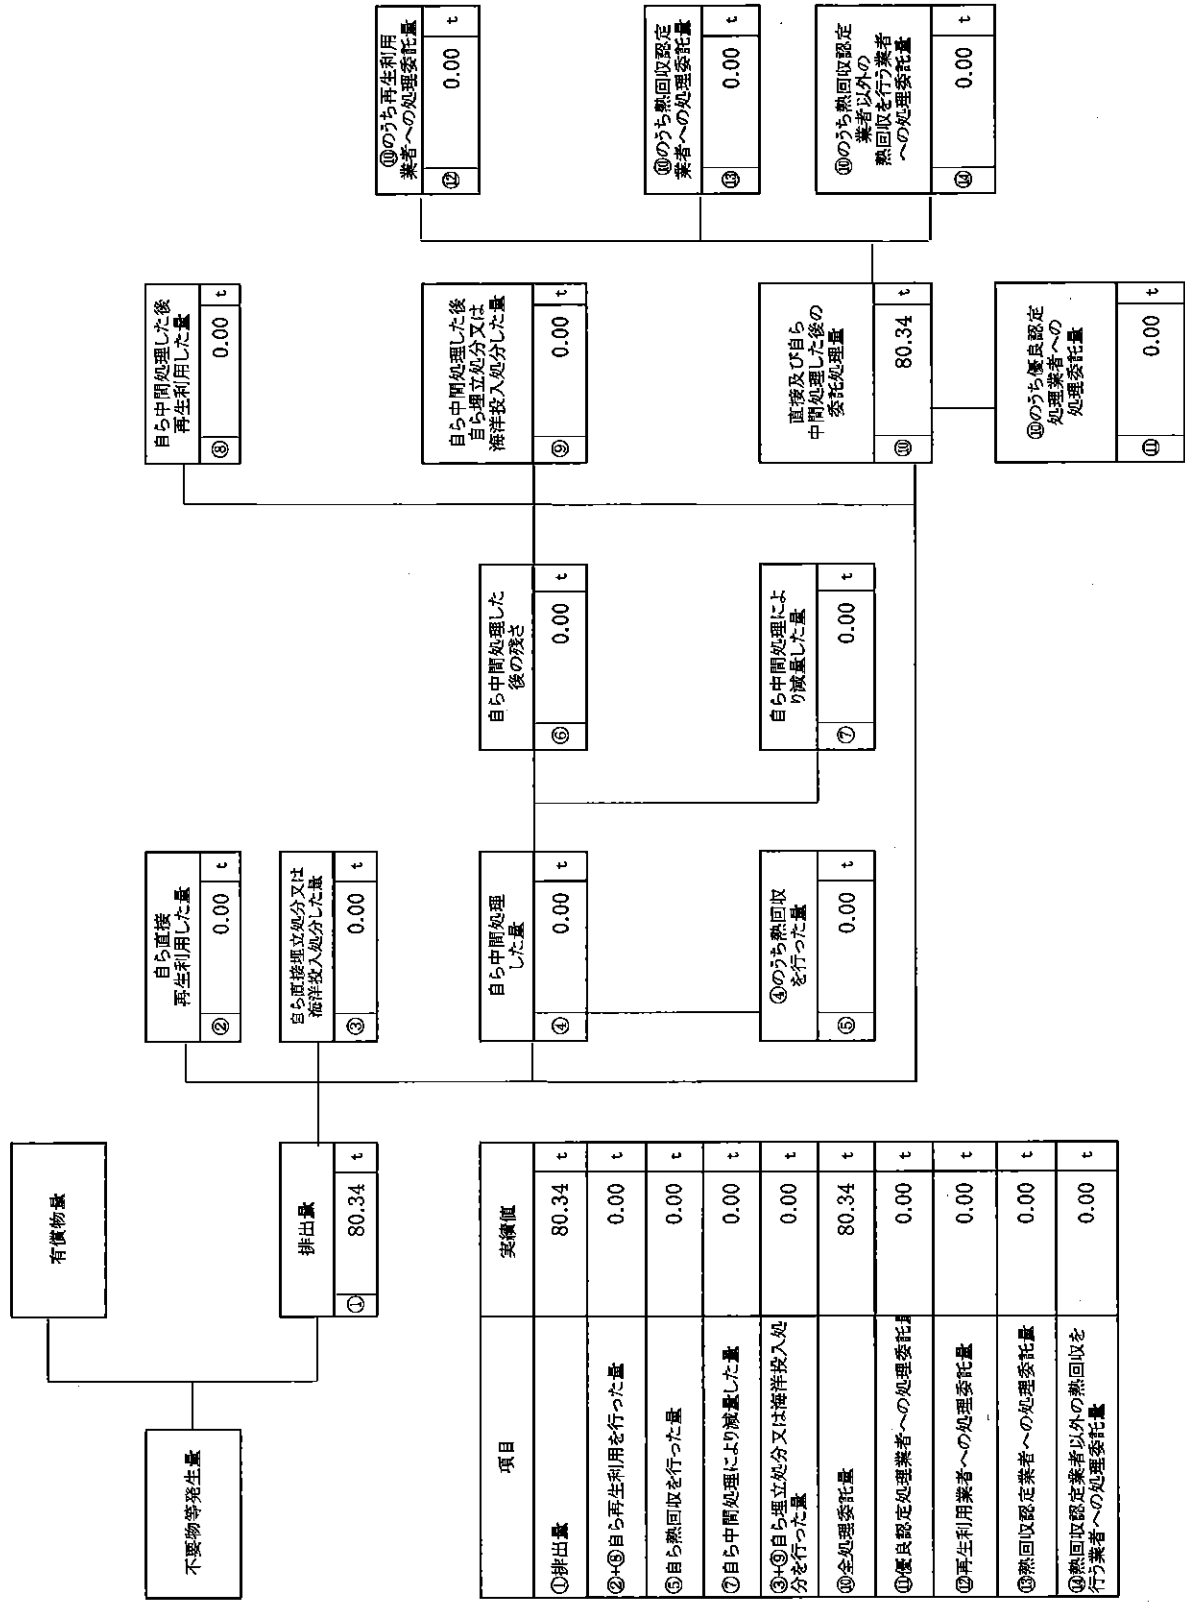 有償物量
不要物等発生量
排出量
① 80.34 t
自ら直接
再生利用した量
② 0.00 t
自ら直接埋立処分又は
海洋投入処分した量
③ 0.00 t
自ら中間処理
した量
④ 0.00 t
④のうち熱回収
を行った量
⑤ 0.00 t
自ら中間処理した
後の残さ
⑥ 0.00 t
自ら中間処理によ
り減量した量
⑦ 0.00 t
自ら中間処理した後
再生利用した量
⑧ 0.00 t
自ら中間処理した後
自ら埋立処分又は
海洋投入処分した量
⑨ 0.00 t
直接及び自ら
中間処理した後の
委託処理量
⑩ 80.34 t
⑩のうち優良認定
処理業者への
処理委託量
⑪ 0.00 t
⑩のうち再生利用
業者への処理委託量
⑫ 0.00 t
⑩のうち熱回収認定
業者への処理委託量
⑬ 0.00 t
⑩のうち熱回収認定
業者以外の
熱回収を行う業者
への処理委託量
⑭ 0.00 t
項目 実績値
①排出量 80.34 t
②+⑧自ら再生利用を行った量 0.00 t
⑤自ら熱回収を行った量 0.00 t
⑦自ら中間処理により減量した量 0.00 t
③+⑨自ら埋立処分又は海洋投入処
分を行った量 0.00 t
⑩全処理委託量 80.34 t
⑪優良認定処理業者への処理委託量 0.00 t
⑫再生利用業者への処理委託量 0.00 t
⑬熱回収認定業者への処理委託量 0.00 t
⑭熱回収認定業者以外の熱回収を
行う業者への処理委託量 0.00 t